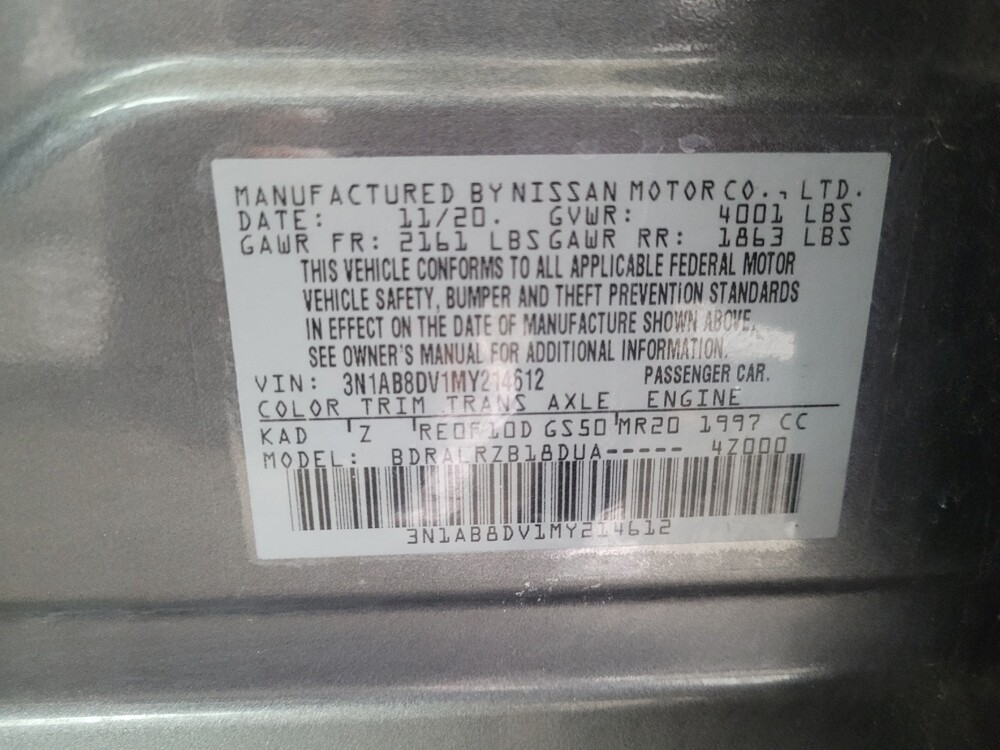 MANUFACTURED BY NISSAN MOTOR CO., LTD.
DATE: 11/20. GVWR: 4001 LBS
GAWR FR: 2161 LBS GAWR RR: 1863 LBS
THIS VEHICLE CONFORMS TO ALL APPLICABLE FEDERAL MOTOR
VEHICLE SAFETY, BUMPER AND THEFT PREVENTION STANDARDS
IN EFFECT ON THE DATE OF MANUFACTURE SHOWN ABOVE.
SEE OWNER'S MANUAL FOR ADDITIONAL INFORMATION.
VIN: 3N1AB8DV1MY214612 PASSENGER CAR.
COLOR TRIM TRANS AXLE ENGINE
KAD Z RE0F10D GS50 MR20 1997 CC
MODEL: BDRALRZB18DUA----- 4Z000
3N1AB8DV1MY214612